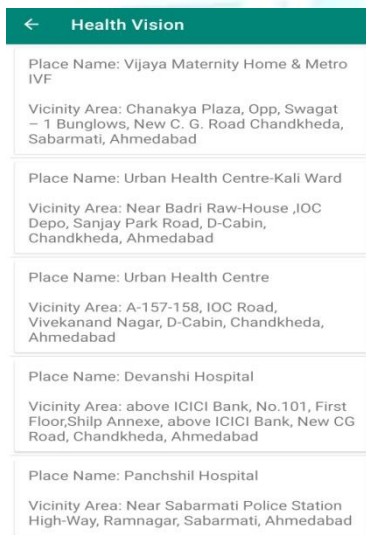 ← Health Vision
Place Name: Vijaya Maternity Home & Metro
IVF
Vicinity Area: Chanakya Plaza, Opp, Swagat
– 1 Bunglows, New C. G. Road Chandkheda,
Sabarmati, Ahmedabad
Place Name: Urban Health Centre-Kali Ward
Vicinity Area: Near Badri Raw-House ,IOC
Depo, Sanjay Park Road, D-Cabin,
Chandkheda, Ahmedabad
Place Name: Urban Health Centre
Vicinity Area: A-157-158, IOC Road,
Vivekanand Nagar, D-Cabin, Chandkheda,
Ahmedabad
Place Name: Devanshi Hospital
Vicinity Area: above ICICI Bank, No.101, First
Floor,Shilp Annexe, above ICICI Bank, New CG
Road, Chandkheda, Ahmedabad
Place Name: Panchshil Hospital
Vicinity Area: Near Sabarmati Police Station
High-Way, Ramnagar, Sabarmati, Ahmedabad